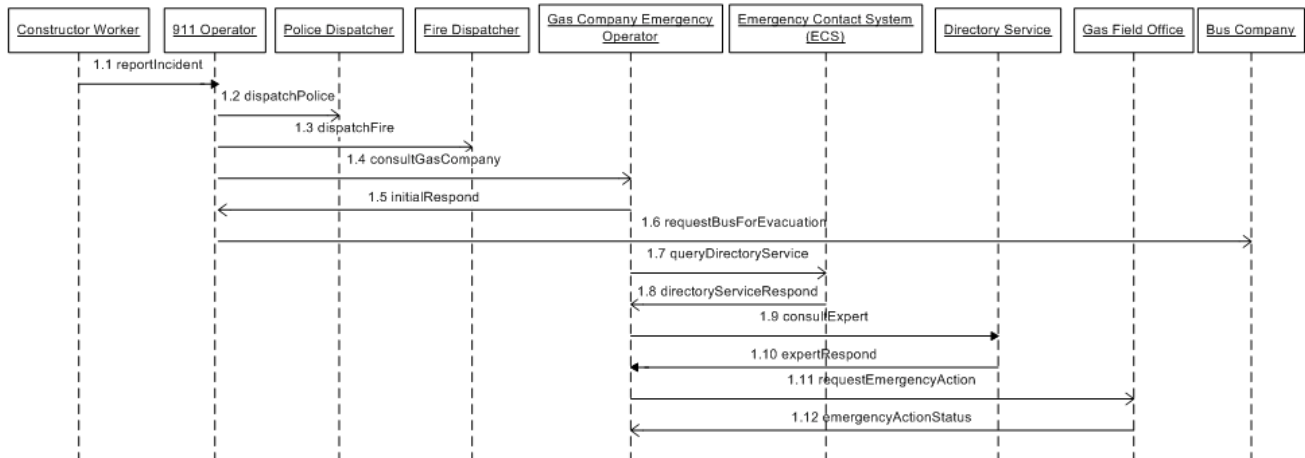 Constructor Worker
911 Operator
Police Dispatcher
Fire Dispatcher
Gas Company Emergency
Operator
Emergency Contact System
(ECS)
Directory Service
Gas Field Office
Bus Company
1.1 reportIncident
1.2 dispatchPolice
1.3 dispatchFire
1.4 consultGasCompany
1.5 initialRespond
1.6 requestBusForEvacuation
1.7 queryDirectoryService
1.8 directoryServiceRespond
1.9 consultExpert
1.10 expertRespond
1.11 requestEmergencyAction
1.12 emergencyActionStatus